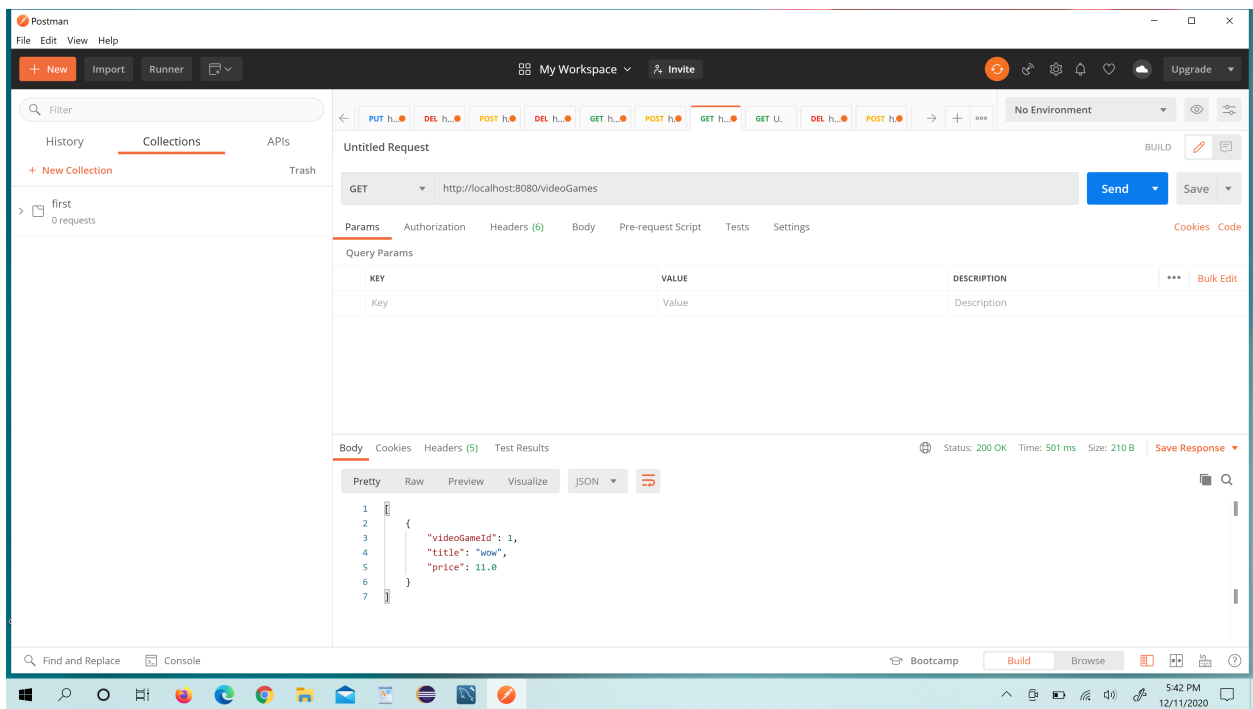 Postman
File Edit View Help
+ New Import Runner My Workspace Invite Upgrade
Filter
History Collections APIs
+ New Collection Trash
first
0 requests
PUT h... DEL h... POST h. DEL h... GET h... POST h. GET h... GET U. DEL h... POST h. No Environment
Untitled Request BUILD
GET http://localhost:8080/videoGames Send Save
Params Authorization Headers (6) Body Pre-request Script Tests Settings Cookies Code
Query Params
KEY VALUE DESCRIPTION Bulk Edit
Key Value Description
Body Cookies Headers (5) Test Results Status: 200 OK Time: 501 ms Size: 210 B Save Response
Pretty Raw Preview Visualize JSON
1 [
2 {
3 "videoGameId": 1,
4 "title": "wow",
5 "price": 11.0
6 }
7 ]
Find and Replace Console Bootcamp Build Browse
5:42 PM
12/11/2020